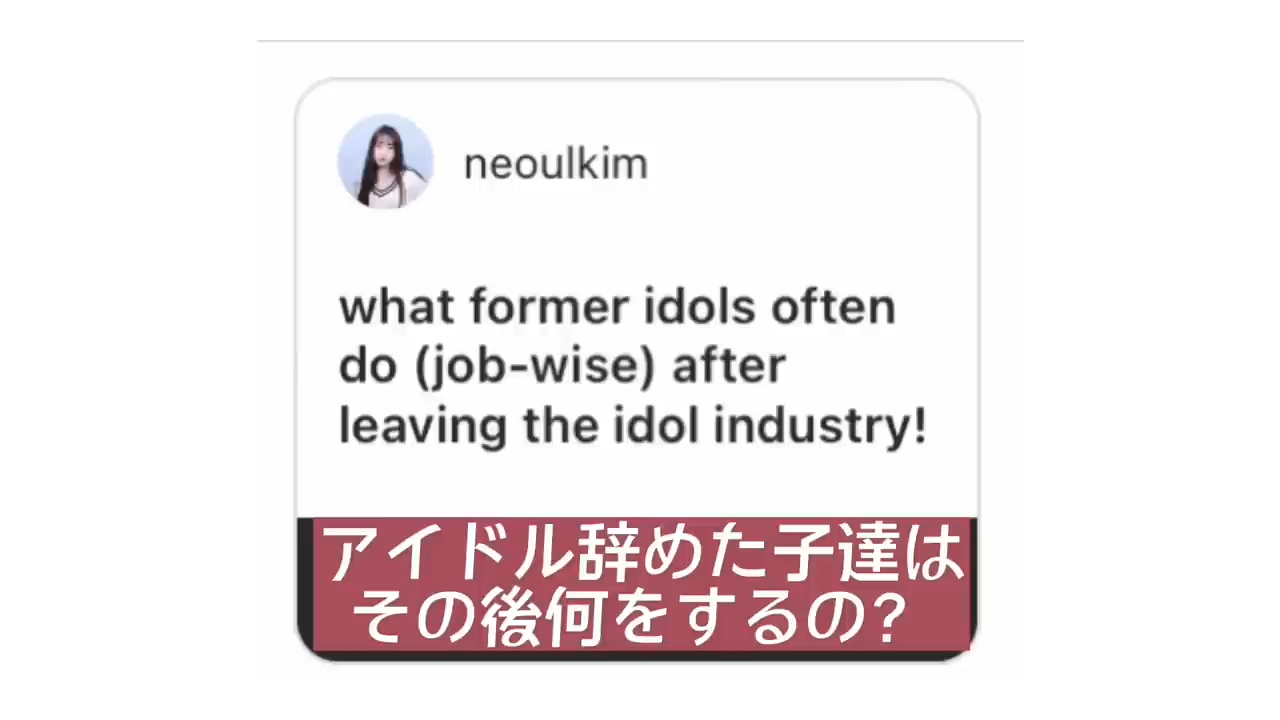 neoulkim
what former idols often
do (job-wise) after
leaving the idol industry!
アイドル辞めた子達は
その後何をするの?